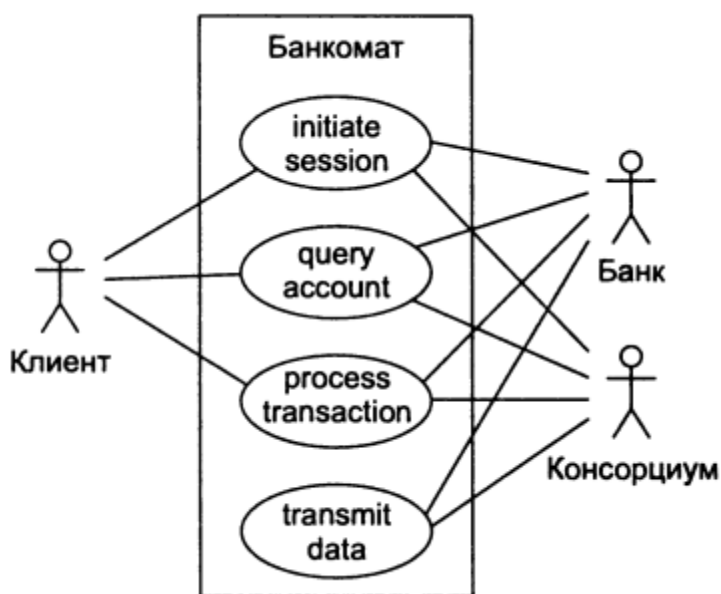 Банкомат
initiate
session
query
account
process
transaction
transmit
data
Клиент
Банк
Консорциум